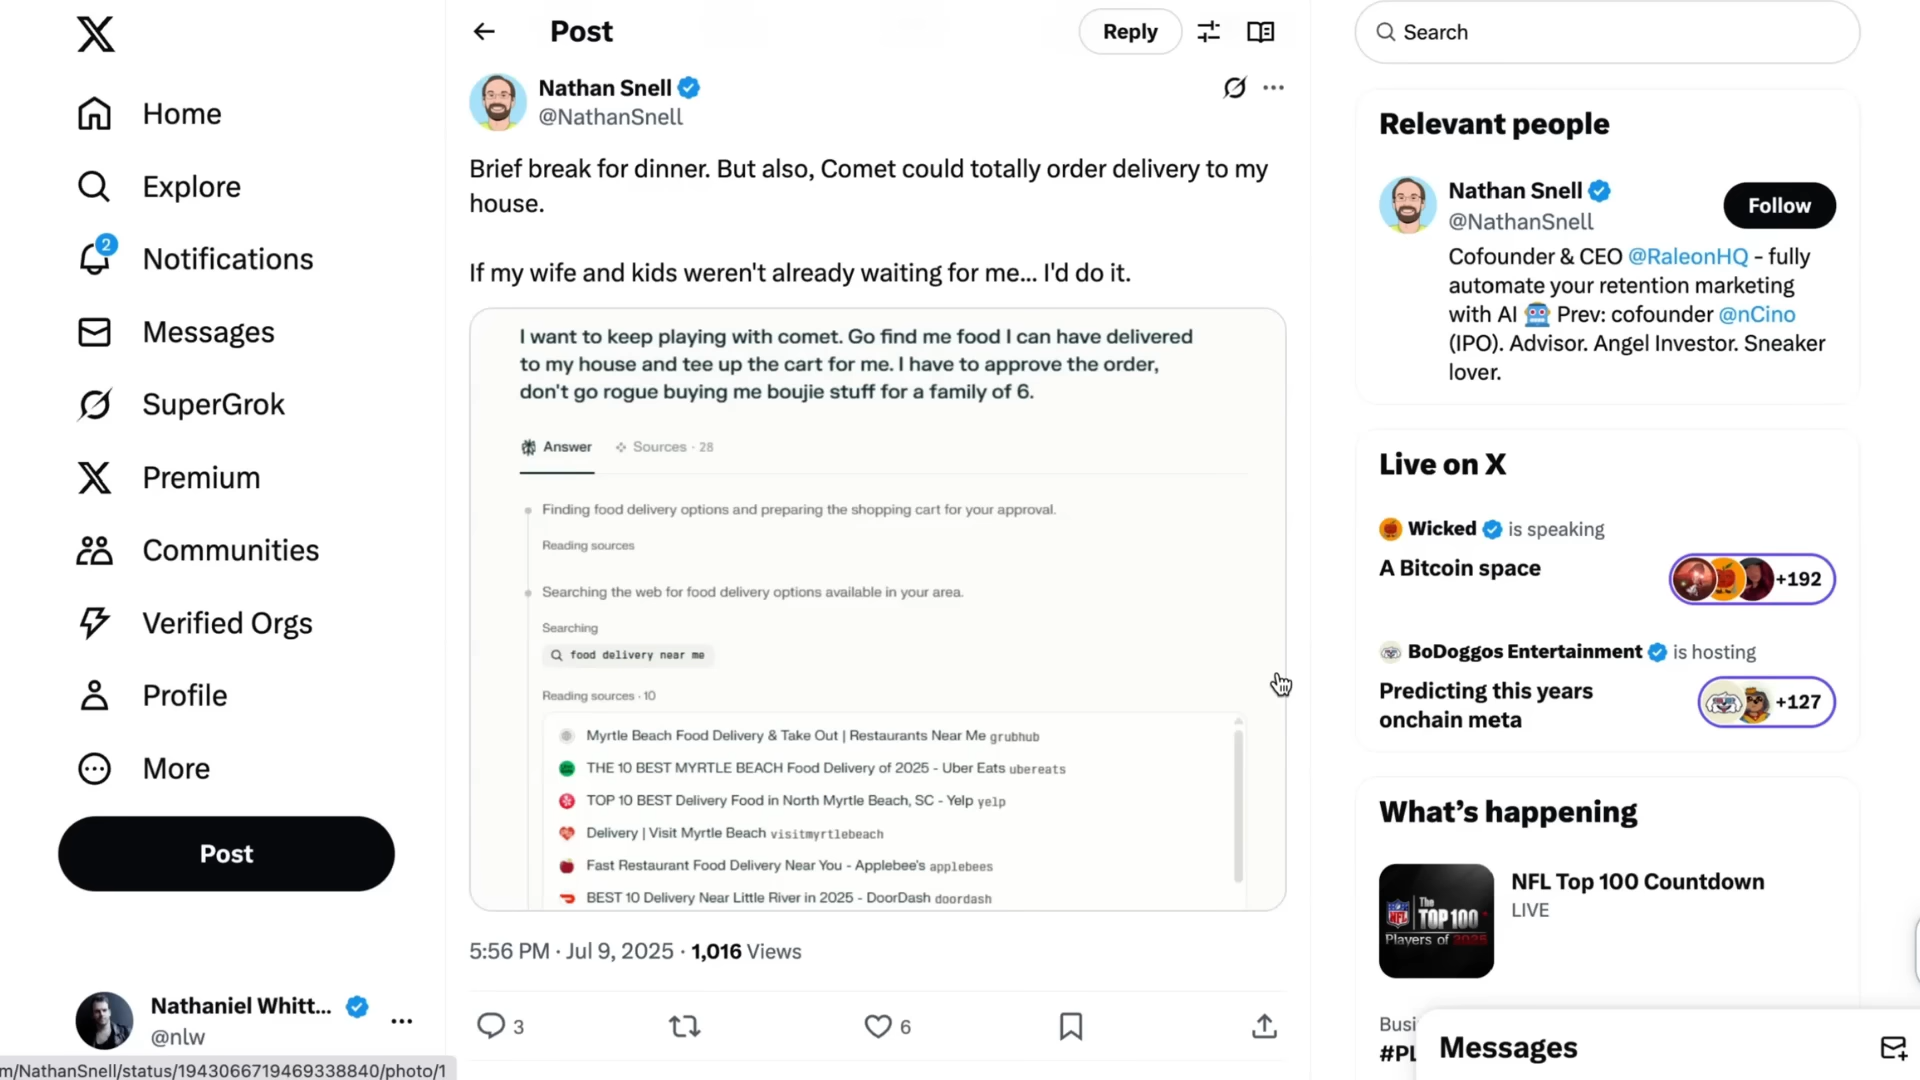 Home
Explore
2
Notifications
Messages
SuperGrok
Premium
Communities
Verified Orgs
Profile
More
Post
Nathaniel Whitt...
@nlw
m/NathanSnell/status/1943066719469338840/photo/1
Post
Reply
Nathan Snell
@NathanSnell
Brief break for dinner. But also, Comet could totally order delivery to my
house.
If my wife and kids weren't already waiting for me... I'd do it.
I want to keep playing with comet. Go find me food I can have delivered
to my house and tee up the cart for me. I have to approve the order,
don't go rogue buying me boujie stuff for a family of 6.
Answer
Sources · 28
Finding food delivery options and preparing the shopping cart for your approval.
Reading sources
Searching the web for food delivery options available in your area.
Searching
food delivery near me
Reading sources · 10
Myrtle Beach Food Delivery & Take Out | Restaurants Near Me grubhub
THE 10 BEST MYRTLE BEACH Food Delivery of 2025 - Uber Eats ubereats
TOP 10 BEST Delivery Food in North Myrtle Beach, SC - Yelp yelp
Delivery | Visit Myrtle Beach visitmyrtlebeach
Fast Restaurant Food Delivery Near You - Applebee's applebees
BEST 10 Delivery Near Little River in 2025 - DoorDash doordash
5:56 PM · Jul 9, 2025 · 1,016 Views
3
6
Search
Relevant people
Nathan Snell
@NathanSnell
Follow
Cofounder & CEO @RaleonHQ - fully
automate your retention marketing
with AI 🤖 Prev: cofounder @nCino
(IPO). Advisor. Angel Investor. Sneaker
lover.
Live on X
Wicked is speaking
A Bitcoin space
+192
BoDoggos Entertainment is hosting
Predicting this years
onchain meta
+127
What's happening
The
NFL TOP 100
Players of 2025
NFL Top 100 Countdown
LIVE
Busi
#PL
Messages